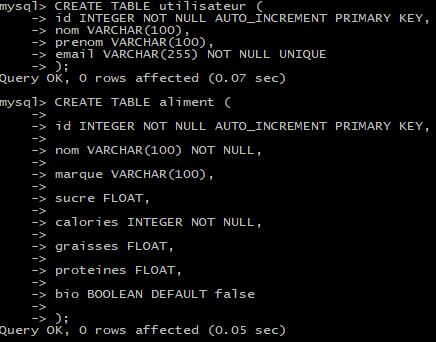 mysql> CREATE TABLE utilisateur (
    -> id INTEGER NOT NULL AUTO_INCREMENT PRIMARY KEY,
    -> nom VARCHAR(100),
    -> prenom VARCHAR(100),
    -> email VARCHAR(255) NOT NULL UNIQUE
    -> );
Query OK, 0 rows affected (0.07 sec)
mysql> CREATE TABLE aliment (
    ->
    -> id INTEGER NOT NULL AUTO_INCREMENT PRIMARY KEY,
    ->
    -> nom VARCHAR(100) NOT NULL,
    ->
    -> marque VARCHAR(100),
    ->
    -> sucre FLOAT,
    ->
    -> calories INTEGER NOT NULL,
    ->
    -> graisses FLOAT,
    ->
    -> proteines FLOAT,
    ->
    -> bio BOOLEAN DEFAULT false
    ->
    -> );
Query OK, 0 rows affected (0.05 sec)